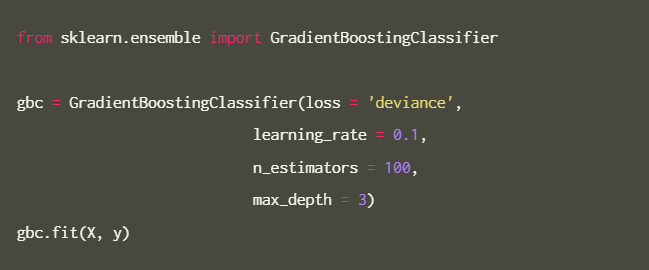 from sklearn.ensemble import GradientBoostingClassifier
gbc = GradientBoostingClassifier(loss = 'deviance',
learning_rate = 0.1,
n_estimators = 100,
max_depth = 3)
gbc.fit(X, y)